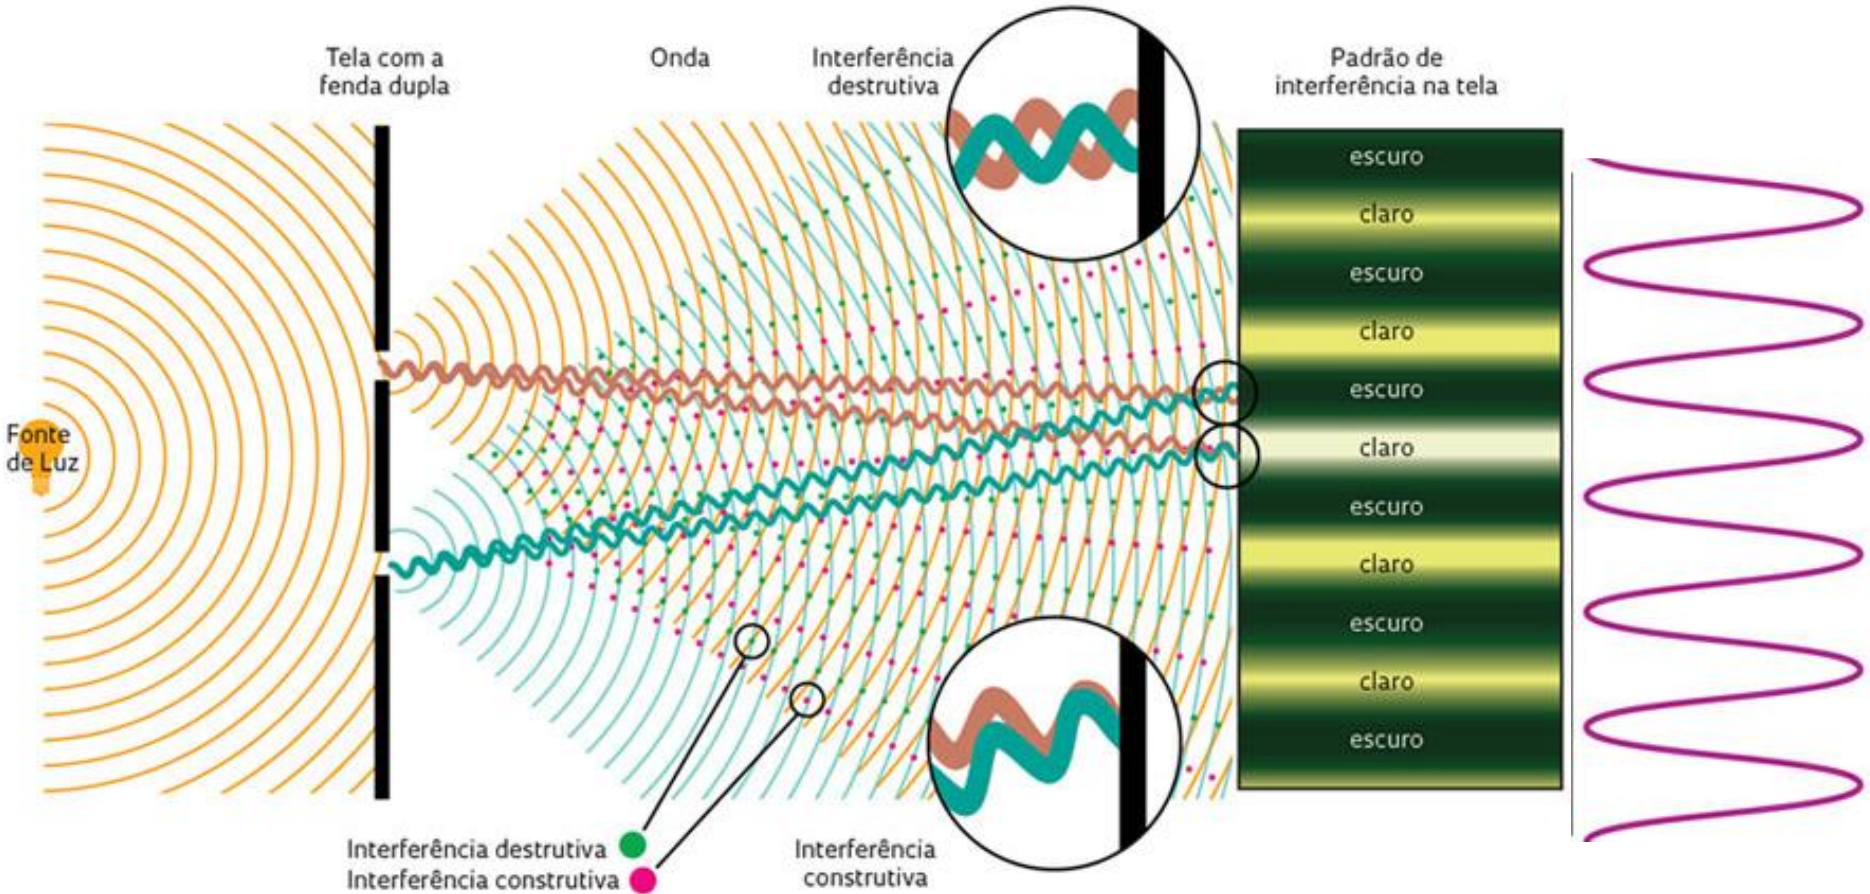 Tela com a
fenda dupla
Onda
Interferência
destrutiva
Padrão de
interferência na tela
Fonte
de Luz
escuro
claro
escuro
claro
escuro
claro
escuro
claro
escuro
claro
escuro
Interferência destrutiva
Interferência construtiva
Interferência
construtiva